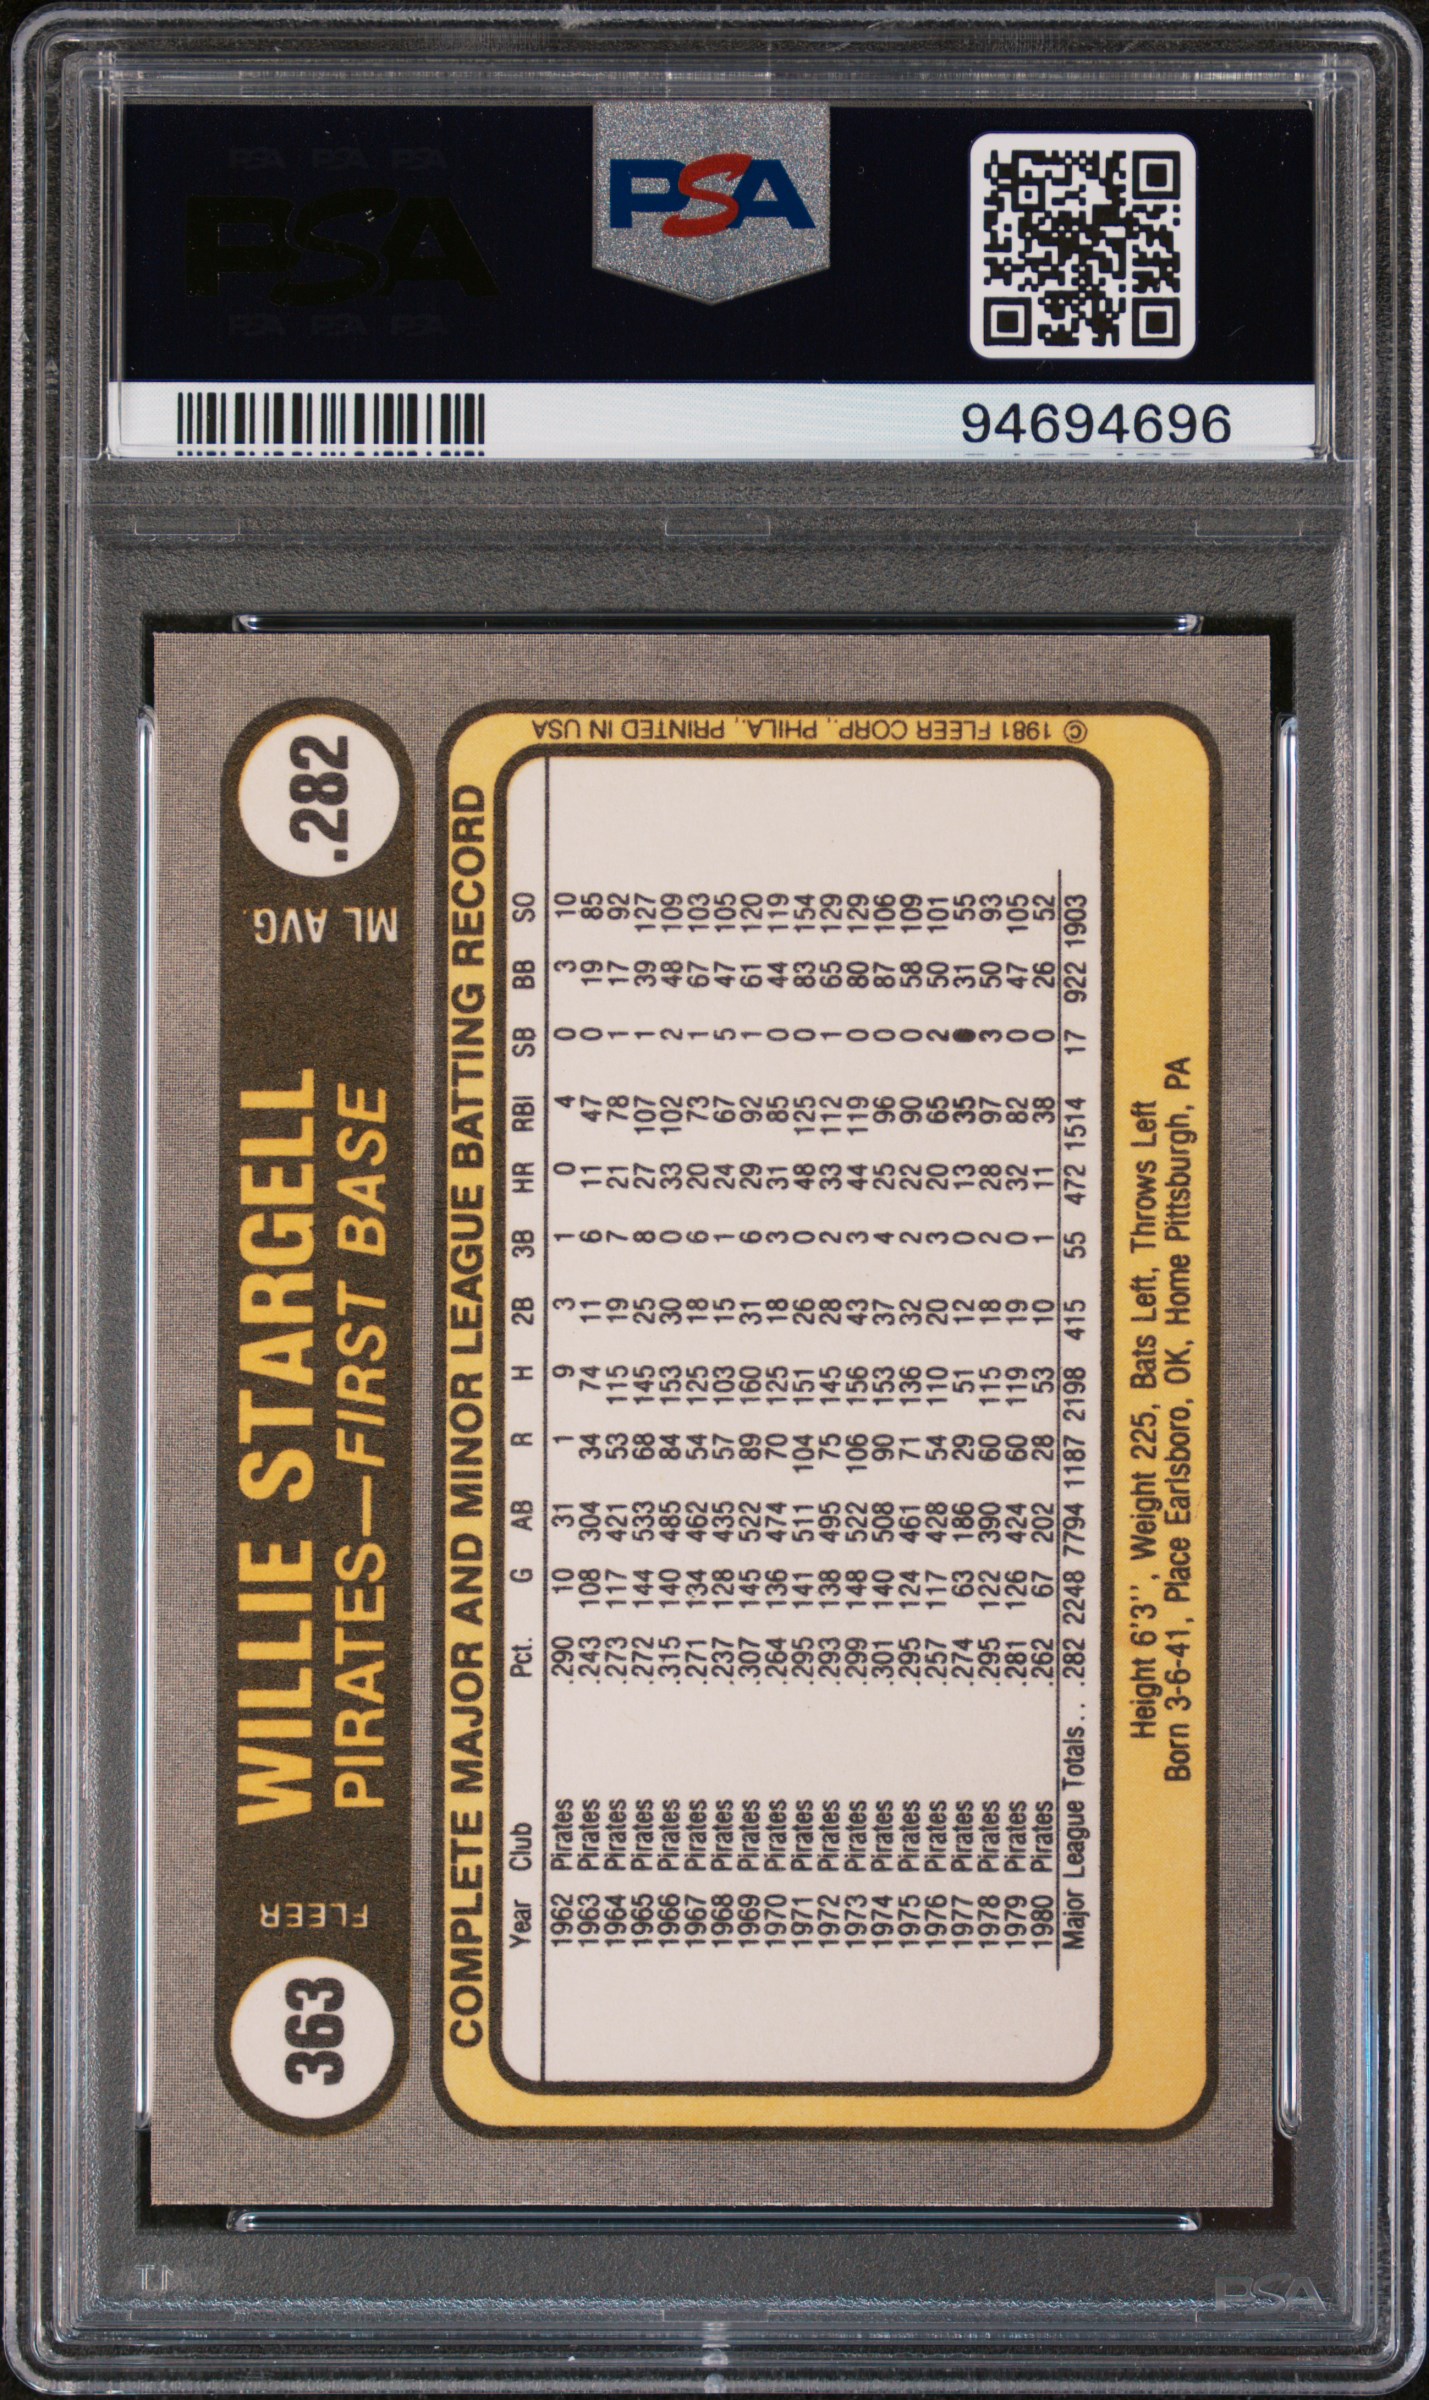 PSA PSA PSA
PSA
PSA PSA PSA
PSA
94694696
363
FLEER
WILLIE STARGELL
PIRATES—FIRST BASE
ML AVG.
.282
COMPLETE MAJOR AND MINOR LEAGUE BATTING RECORD
Year Club Pct. G AB R H 2B 3B HR RBI SB BB SO
1962 Pirates .290 10 31 1 9 3 1 0 4 0 3 10
1963 Pirates .243 108 304 34 74 11 6 11 47 0 19 85
1964 Pirates .273 117 421 53 115 19 7 21 78 1 17 92
1965 Pirates .272 144 533 68 145 25 8 27 107 1 39 127
1966 Pirates .315 140 485 84 153 30 0 33 102 2 48 109
1967 Pirates .271 134 462 54 125 18 6 20 73 1 67 103
1968 Pirates .237 128 435 57 103 15 1 24 67 5 47 105
1969 Pirates .307 145 522 89 160 31 6 29 92 1 61 120
1970 Pirates .264 136 474 70 125 18 3 31 85 0 44 119
1971 Pirates .295 141 511 104 151 26 0 48 125 0 83 154
1972 Pirates .293 138 495 75 145 28 2 33 112 1 65 129
1973 Pirates .299 148 522 106 156 43 3 44 119 0 80 129
1974 Pirates .301 140 508 90 153 37 4 25 96 0 87 106
1975 Pirates .295 124 461 71 136 32 2 22 90 0 58 109
1976 Pirates .257 117 428 54 110 20 3 20 65 2 50 101
1977 Pirates .274 63 186 29 51 12 0 13 35 31 55
1978 Pirates .295 122 390 60 115 18 2 28 97 3 50 93
1979 Pirates .281 126 424 60 119 19 0 32 82 0 47 105
1980 Pirates .262 67 202 28 53 10 1 11 38 0 26 52
Major League Totals.. .282 2248 7794 1187 2198 415 55 472 1514 17 922 1903
© 1981 FLEER CORP., PHILA., PRINTED IN USA
Height 6'3'', Weight 225, Bats Left, Throws Left
Born 3-6-41, Place Earlsboro, OK, Home Pittsburgh, PA
PSA